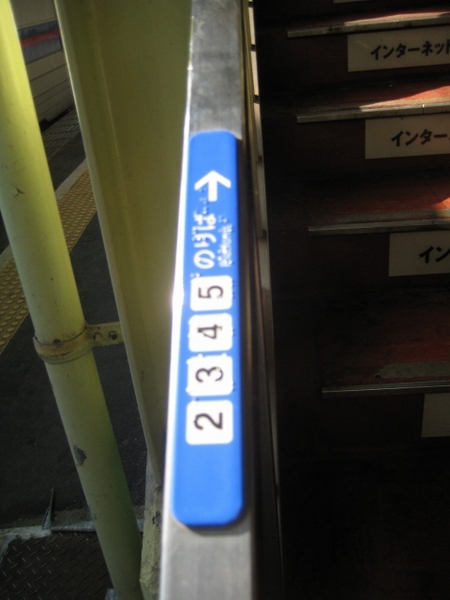 2 3 4 5 のりば →
インターネット
インター
イン